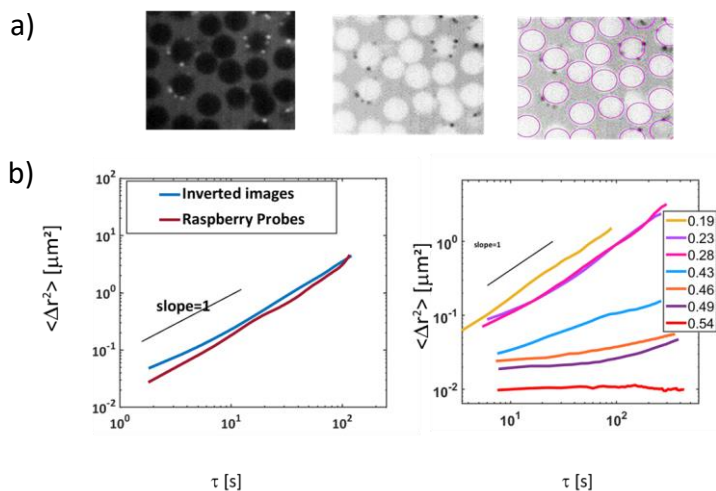 a)
b)
<Δr²> [μm²]
10²
10¹
10⁰
10⁻¹
10⁻²
Inverted images
Raspberry Probes
slope=1
10⁰
10¹
10²
τ [s]
<Δr²> [μm²]
10⁰
10⁻¹
10⁻²
slope=1
0.19
0.23
0.28
0.43
0.46
0.49
0.54
10¹
10²
τ [s]